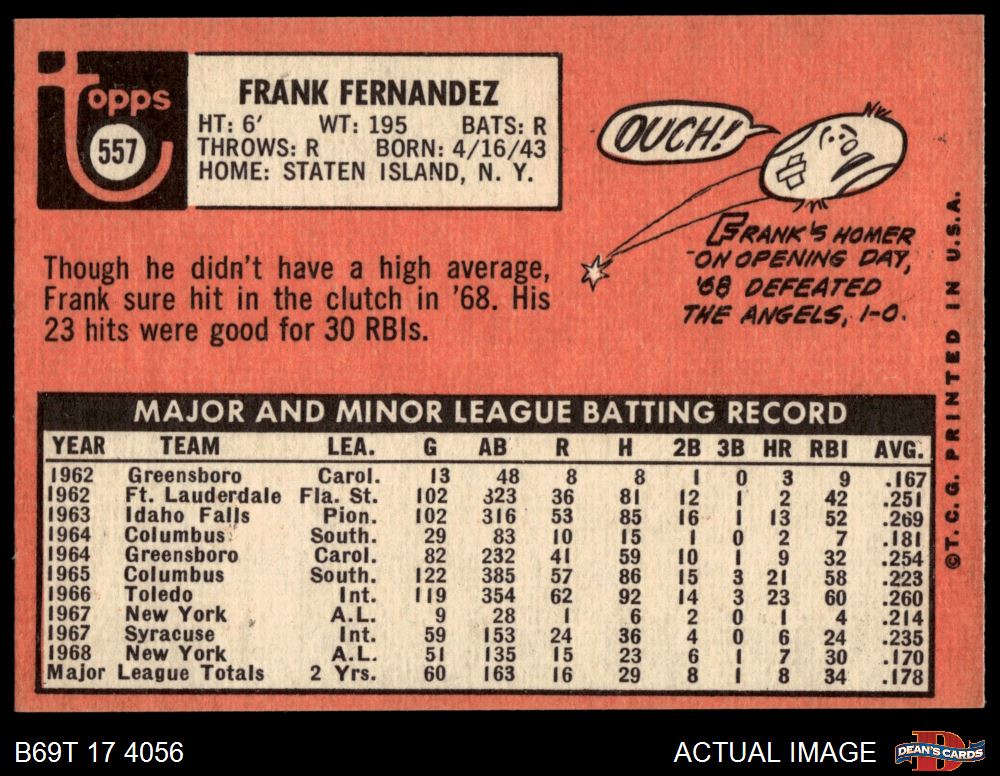 Topps
557
FRANK FERNANDEZ
HT: 6' WT: 195 BATS: R
THROWS: R BORN: 4/16/43
HOME: STATEN ISLAND, N. Y.
OUCH!
FRANK'S HOMER
ON OPENING DAY,
'68 DEFEATED
THE ANGELS, 1-0.
Though he didn't have a high average,
Frank sure hit in the clutch in '68. His
23 hits were good for 30 RBIs.
©T. C. G. PRINTED IN U.S.A.
MAJOR AND MINOR LEAGUE BATTING RECORD
YEAR TEAM LEA. G AB R H 2B 3B HR RBI AVG.
1962 Greensboro Carol. 13 48 8 8 1 0 3 9 .167
1962 Ft. Lauderdale Fla. St. 102 323 36 81 12 1 2 42 .251
1963 Idaho Falls Pion. 102 316 53 85 16 1 13 52 .269
1964 Columbus South. 29 83 10 15 1 0 2 7 .181
1964 Greensboro Carol. 82 232 41 59 10 1 9 32 .254
1965 Columbus South. 122 385 57 86 15 3 21 58 .223
1966 Toledo Int. 119 354 62 92 14 3 23 60 .260
1967 New York A.L. 9 28 1 6 2 0 1 4 .214
1967 Syracuse Int. 59 153 24 36 4 0 6 24 .235
1968 New York A.L. 51 135 15 23 6 1 7 30 .170
Major League Totals 2 Yrs. 60 163 16 29 8 1 8 34 .178
B69T 17 4056
ACTUAL IMAGE
D
DEAN'S CARDS